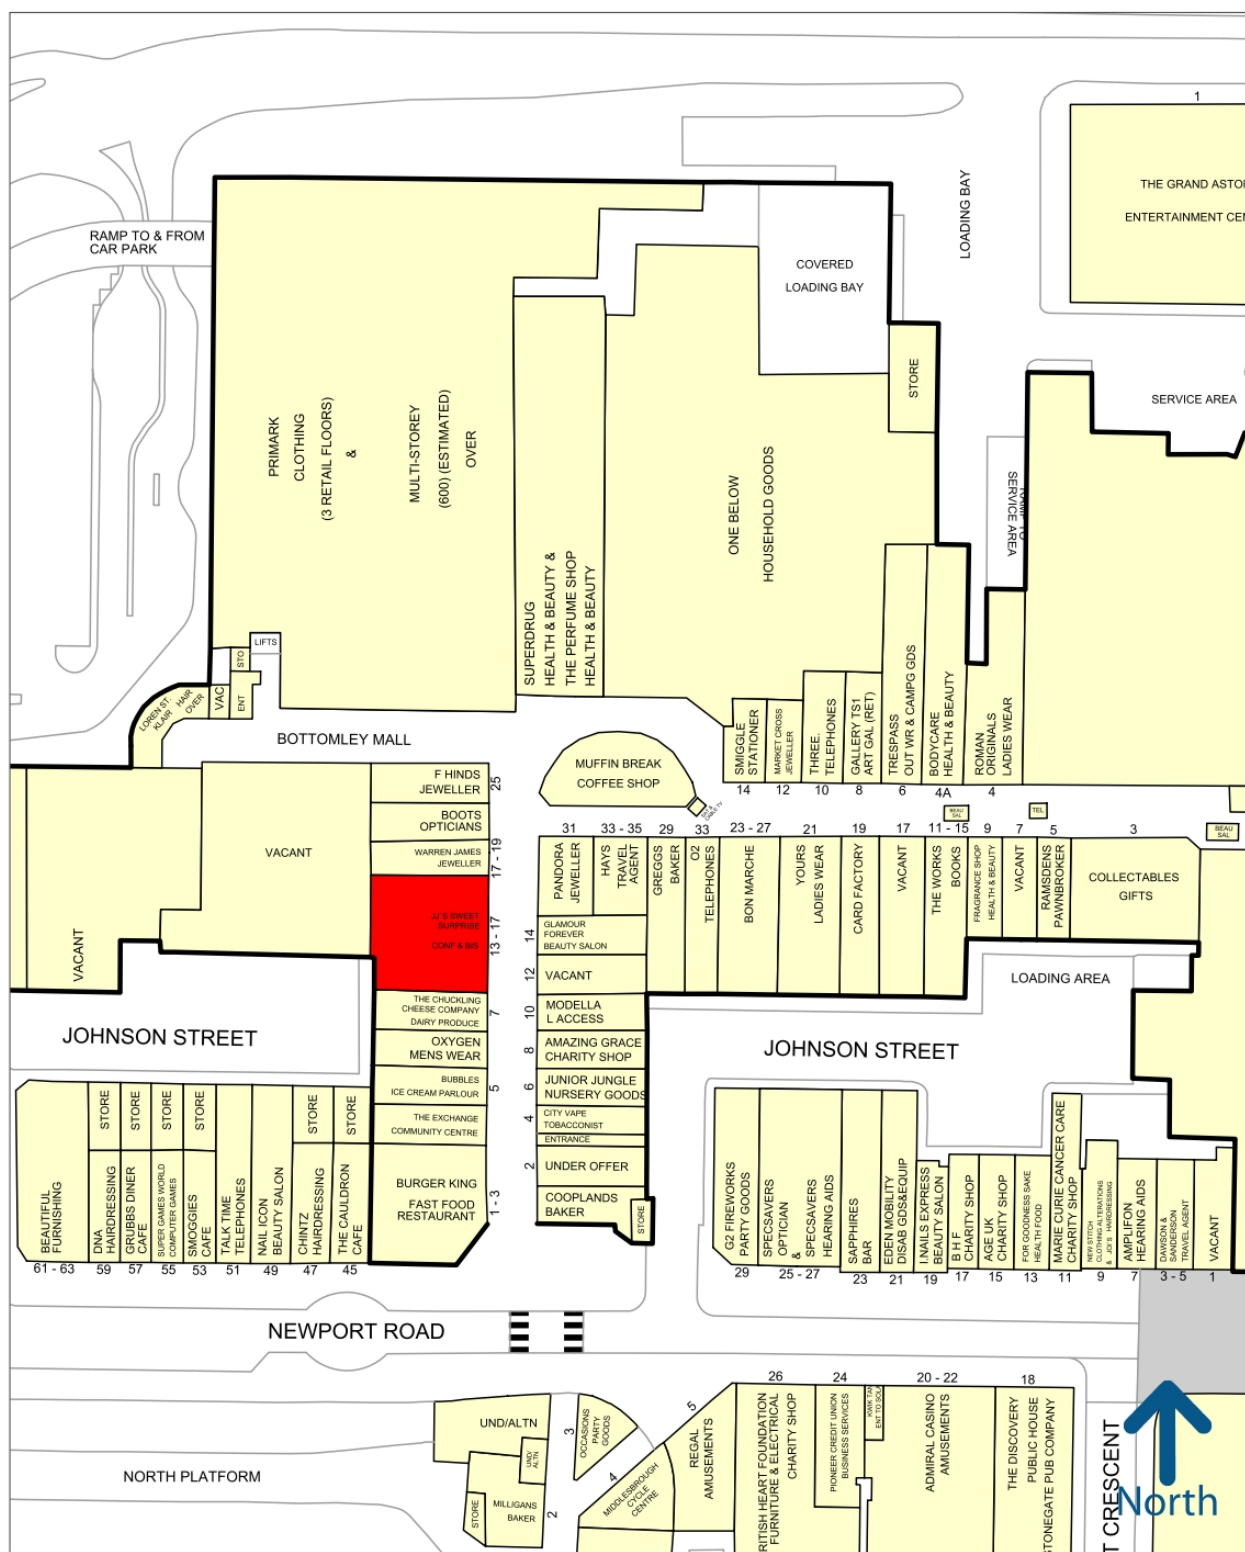 1
THE GRAND ASTOR
ENTERTAINMENT CEN
LOADING BAY
RAMP TO & FROM
CAR PARK
COVERED
LOADING BAY
STORE
SERVICE AREA
SERVICE AREA
PRIMARK
CLOTHING
(3 RETAIL FLOORS)
&
MULTI-STOREY
(600) (ESTIMATED)
OVER
SUPERDRUG
HEALTH & BEAUTY &
THE PERFUME SHOP
HEALTH & BEAUTY
ONE BELOW
HOUSEHOLD GOODS
LIFTS
STO
ENT
VAC
LOREN ST.
KLAIR HAIR
OVER
BOTTOMLEY MALL
MUFFIN BREAK
COFFEE SHOP
SMIGGLE
STATIONER
14
MARKET CROSS
JEWELLER
12
THREE.
TELEPHONES
10
GALLERY TS1
ART GAL (RET)
8
TRESPASS
OUT WR & CAMPG GDS
6
BODYCARE
HEALTH & BEAUTY
4A
ROMAN
ORIGINALS
LADIES WEAR
4
BEAU
SAL
TEL
BEAU
SAL
VACANT
VACANT
F HINDS
JEWELLER
25
BOOTS
OPTICIANS
WARREN JAMES
JEWELLER
17 - 19
JJ'S SWEET
SURPRISE
CONF & BIS
13 - 17
THE CHUCKLING
CHEESE COMPANY
DAIRY PRODUCE
7
OXYGEN
MENS WEAR
BUBBLES
ICE CREAM PARLOUR
5
THE EXCHANGE
COMMUNITY CENTRE
BURGER KING
FAST FOOD
RESTAURANT
1 - 3
31
PANDORA
JEWELLER
33 - 35
HAYS
TRAVEL
AGENT
29
GREGGS
BAKER
33
O2
TELEPHONES
23 - 27
BON MARCHE
21
YOURS
LADIES WEAR
19
CARD FACTORY
17
VACANT
11 - 15
THE WORKS
BOOKS
9
FRAGRANCE SHOP
HEALTH & BEAUTY
7
VACANT
5
RAMSDENS
PAWNBROKER
3
COLLECTABLES
GIFTS
GLAMOUR
FOREVER
BEAUTY SALON
14
VACANT
12
MODELLA
L ACCESS
10
AMAZING GRACE
CHARITY SHOP
8
JUNIOR JUNGLE
NURSERY GOODS
6
CITY VAPE
TOBACCONIST
4
ENTRANCE
UNDER OFFER
2
COOPLANDS
BAKER
STORE
LOADING AREA
JOHNSON STREET
JOHNSON STREET
STORE
STORE
STORE
STORE
STORE
STORE
BEAUTIFUL
FURNISHING
61 - 63
DNA
HAIRDRESSING
59
GRUBBS DINER
CAFE
57
SUPER GAMES WORLD
COMPUTER GAMES
55
SMOGGIES
CAFE
53
TALK TIME
TELEPHONES
51
NAIL ICON
BEAUTY SALON
49
CHINTZ
HAIRDRESSING
47
THE CAULDRON
CAFE
45
G2 FIREWORKS
PARTY GOODS
29
SPECSAVERS
OPTICIAN
&
SPECSAVERS
HEARING AIDS
25 - 27
SAPPHIRES
BAR
23
EDEN MOBILITY
DISAB GDS&EQUIP
21
I.NAILS EXPRESS
BEAUTY SALON
19
B H F
CHARITY SHOP
17
AGE UK
CHARITY SHOP
15
FOR GOODNESS SAKE
HEALTH FOOD
13
MARIE CURIE CANCER CARE
CHARITY SHOP
11
NEW STITCH
CLOTHING ALTERATIONS
& JOI'S HAIRDRESSING
9
AMPLIFON
HEARING AIDS
7
DAWSON &
SANDERSON
TRAVEL AGENT
3 - 5
VACANT
1
NEWPORT ROAD
NORTH PLATFORM
UND/ALTN
UND/
ALTN
STORE
MILLIGANS
BAKER
2
3
OCCASIONS
PARTY
GOODS
4
MIDDLESBROUGH
CYCLE
CENTRE
5
REGAL
AMUSEMENTS
26
RITISH HEART FOUNDATION
FURNITURE & ELECTRICAL
CHARITY SHOP
24
PIONEER CREDIT UNION
BUSINESS SERVICES
20 - 22
ADMIRAL CASINO
AMUSEMENTS
18
THE DISCOVERY
PUBLIC HOUSE
STONEGATE PUB COMPANY
T CRESCENT
North